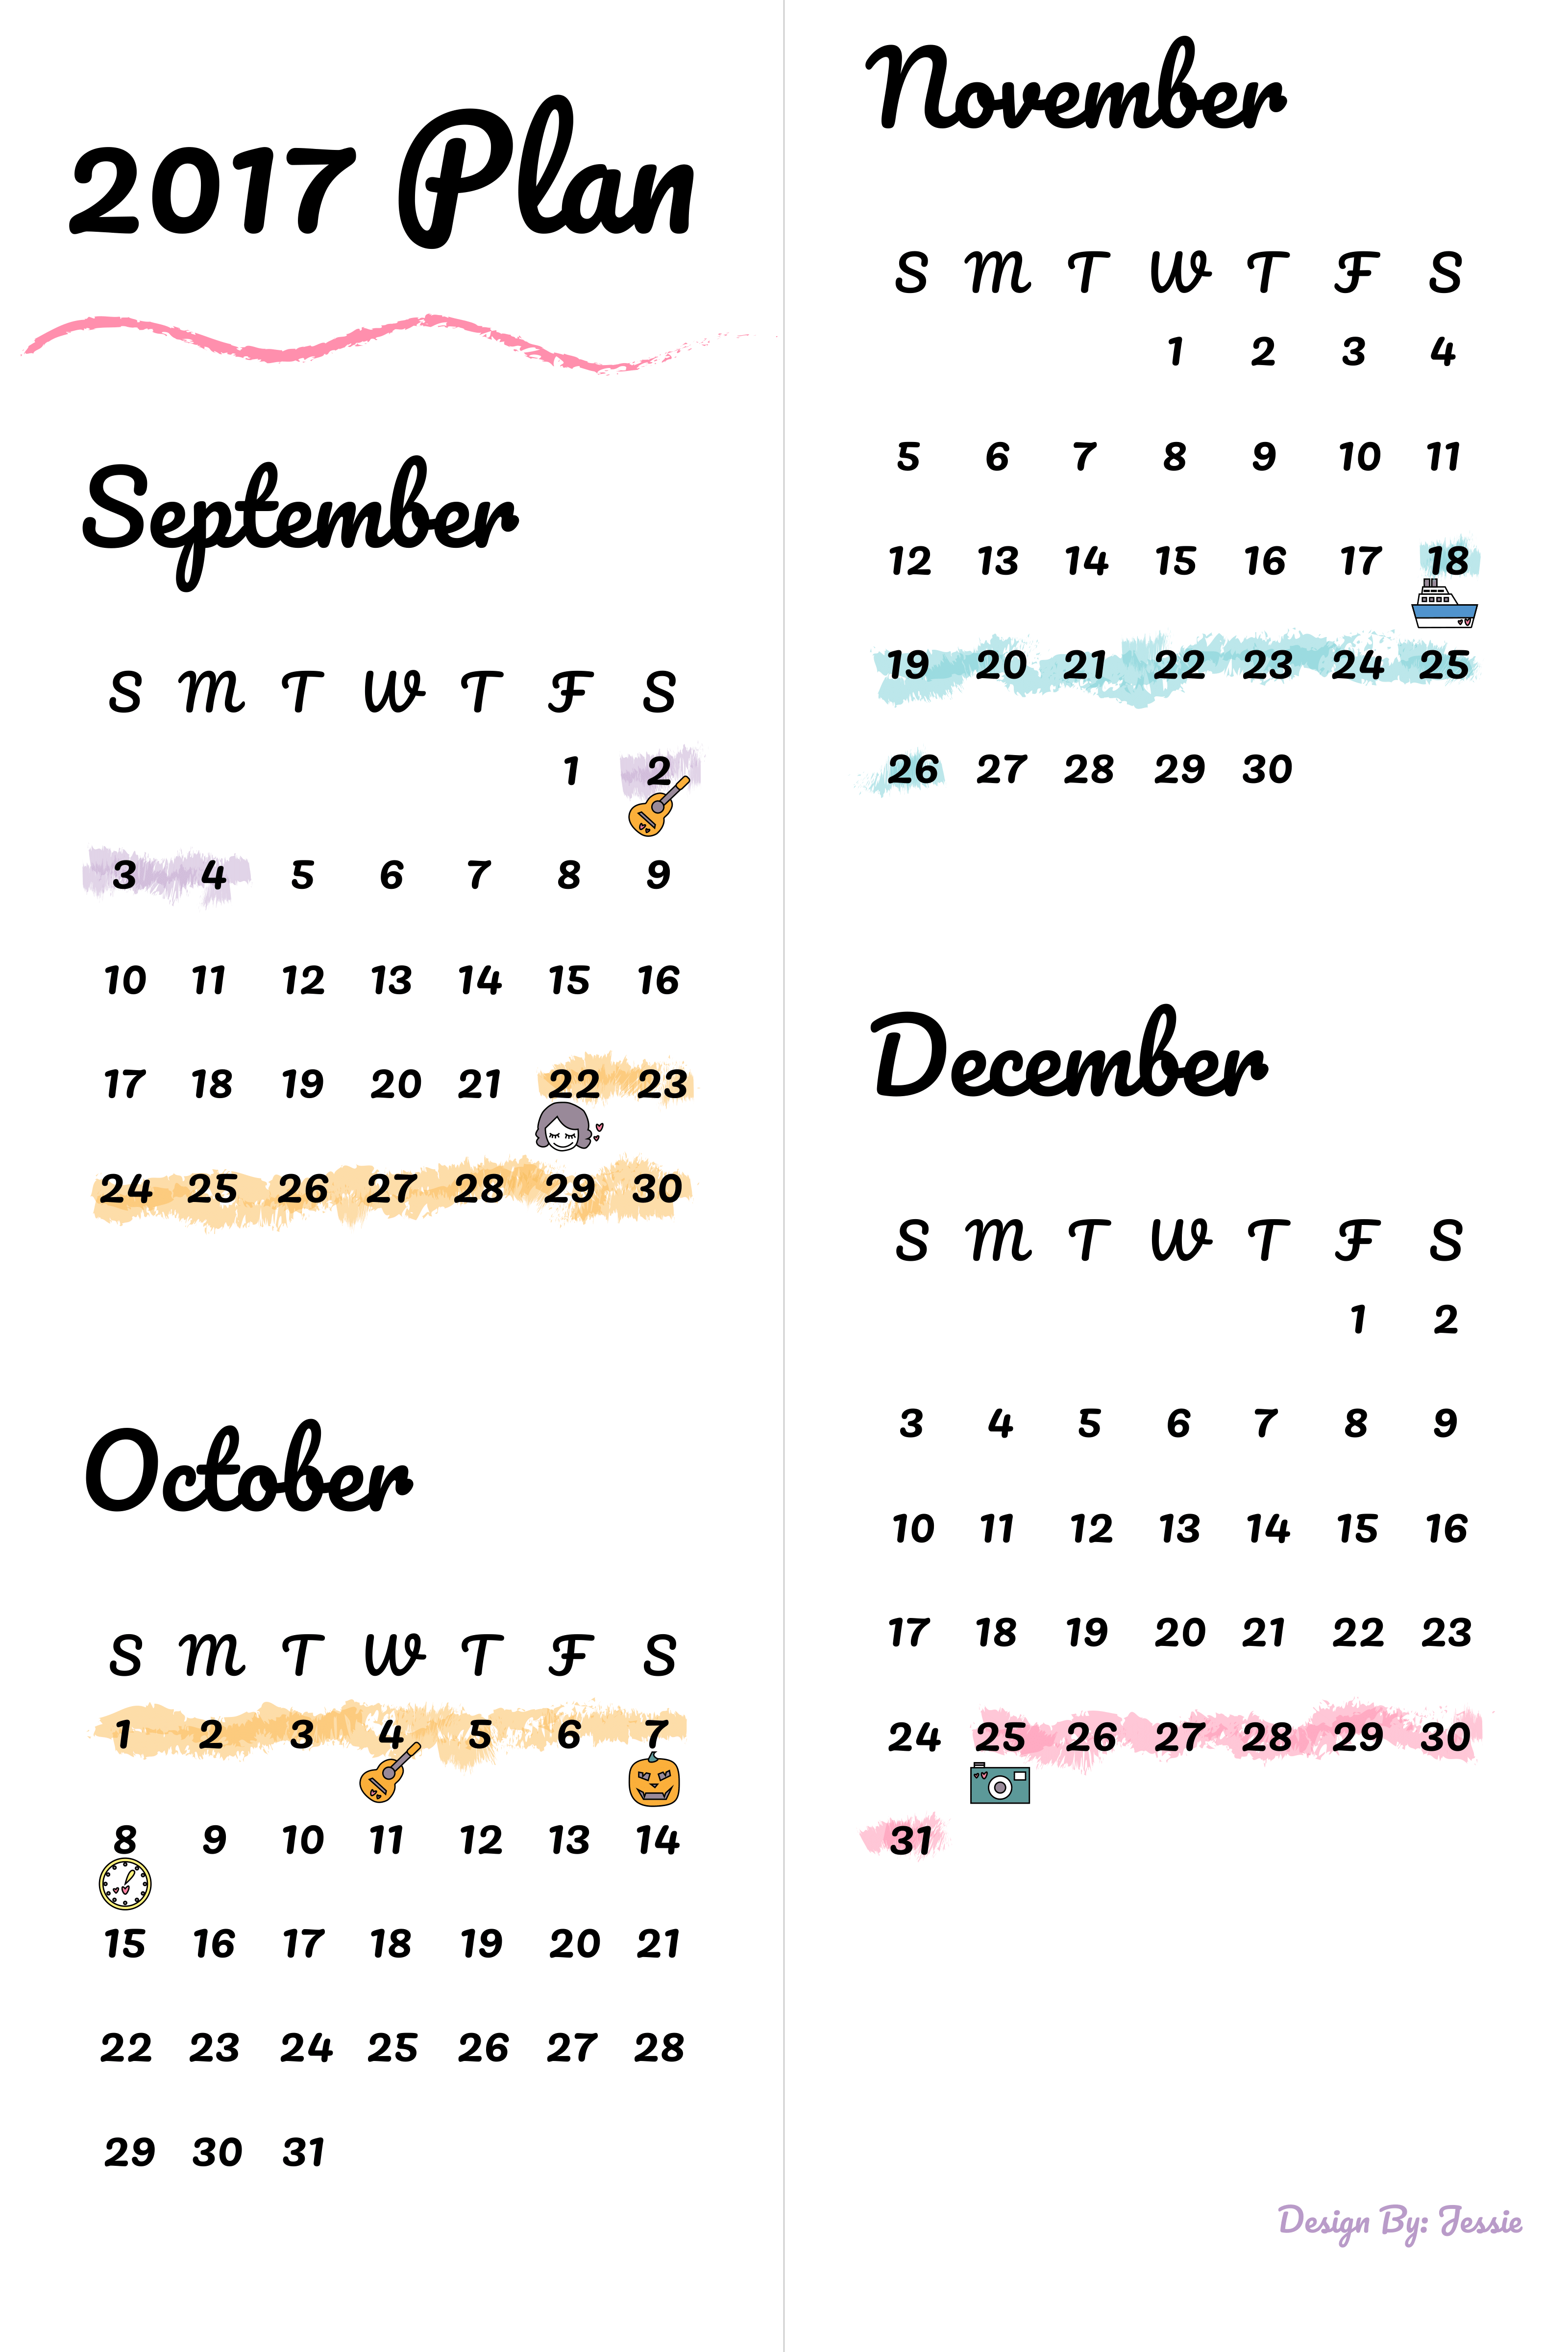 2017 Plan
September
S M T W T F S
1 2
3 4 5 6 7 8 9
10 11 12 13 14 15 16
17 18 19 20 21 22 23
24 25 26 27 28 29 30
October
S M T W T F S
1 2 3 4 5 6 7
8 9 10 11 12 13 14
15 16 17 18 19 20 21
22 23 24 25 26 27 28
29 30 31
November
S M T W T F S
1 2 3 4
5 6 7 8 9 10 11
12 13 14 15 16 17 18
19 20 21 22 23 24 25
26 27 28 29 30
December
S M T W T F S
1 2
3 4 5 6 7 8 9
10 11 12 13 14 15 16
17 18 19 20 21 22 23
24 25 26 27 28 29 30
31
Design By: Jessie